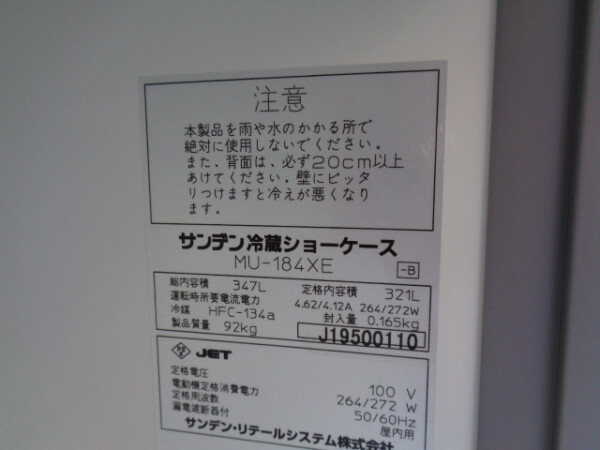 注意
本製品を雨や水のかかる所で
絶対に使用しないでください。
また、背面は、必ず20cm以上
あけてください。壁にピッタ
リつけますと冷えが悪くなり
ます。
サンデン冷蔵ショーケース
MU-184XE -B
総内容積 347L 定格内容積 321L
運転時所要電流電力 4.62/4.12A 264/272W
冷媒 HFC-134a 封入量 0.165kg
製品質量 92kg J19500110
JET
定格電圧 100 V
電動機定格消費電力 264/272 W
定格周波数 50/60Hz
漏電遮断器付 屋内用
サンデン・リテールシステム株式会社